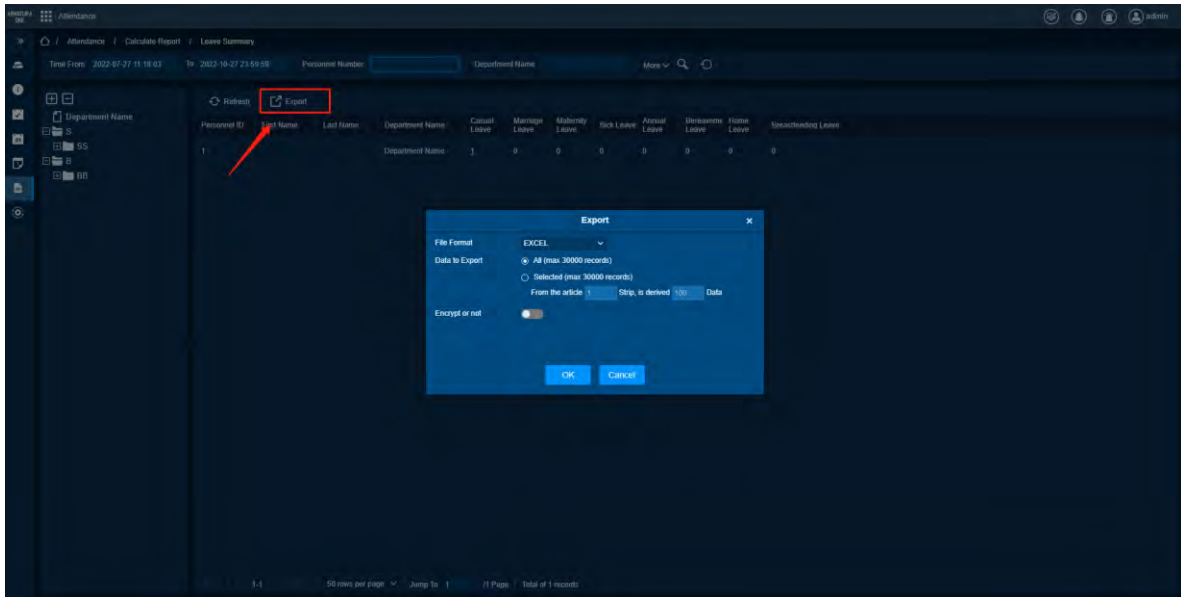 ARMATURA ONE Attendance admin
/ Attendance / Calculate Report / Leave Summary
Time From 2022-07-27 11:18:03 To 2022-10-27 23:59:59 Personnel Number Department Name More
Refresh Export
Department Name
S
SS
B
BB
Personnel ID First Name Last Name Department Name Casual Leave Marriage Leave Maternity Leave Sick Leave Annual Leave Home Leave Breastfeeding Leave
1 Department Name 1 0 0 0 0 0 0 0
Export ×
File Format EXCEL
Data to Export All (max 30000 records)
Selected (max 30000 records)
From the article 1 Strip, is derived 100 Data
Encrypt or not
OK Cancel
1-1 50 rows per page Jump To 1 /1 Page Total of 1 records